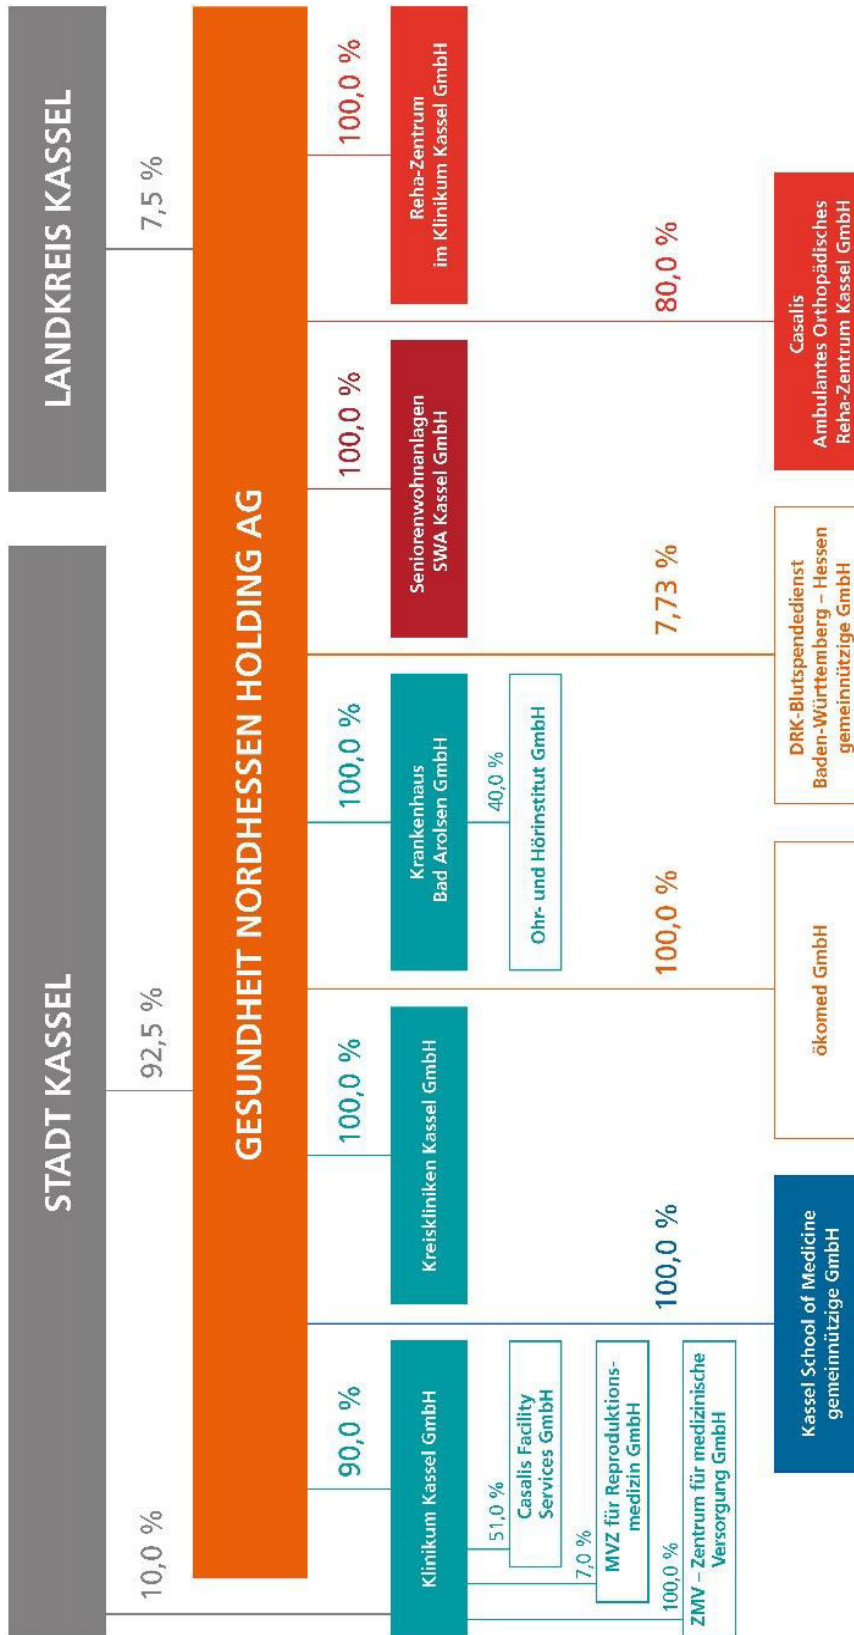 STADT KASSEL
LANDKREIS KASSEL
10,0 %
92,5 %
7,5 %
GESUNDHEIT NORDHESSEN HOLDING AG
90,0 %
100,0 %
100,0 %
100,0 %
100,0 %
Klinikum Kassel GmbH
Kreiskliniken Kassel GmbH
Krankenhaus
Bad Arolsen GmbH
Seniorenwohnanlagen
SWA Kassel GmbH
Reha-Zentrum
im Klinikum Kassel GmbH
51,0 %
Casalis Facility
Services GmbH
7,0 %
MVZ für Reproduktions-
medizin GmbH
100,0 %
ZMV – Zentrum für medizinische
Versorgung GmbH
40,0 %
Ohr- und Hörinstitut GmbH
100,0 %
100,0 %
7,73 %
80,0 %
Kassel School of Medicine
gemeinnützige GmbH
ökomed GmbH
DRK-Blutspendedienst
Baden-Württemberg – Hessen
gemeinnützige GmbH
Casalis
Ambulantes Orthopädisches
Reha-Zentrum Kassel GmbH